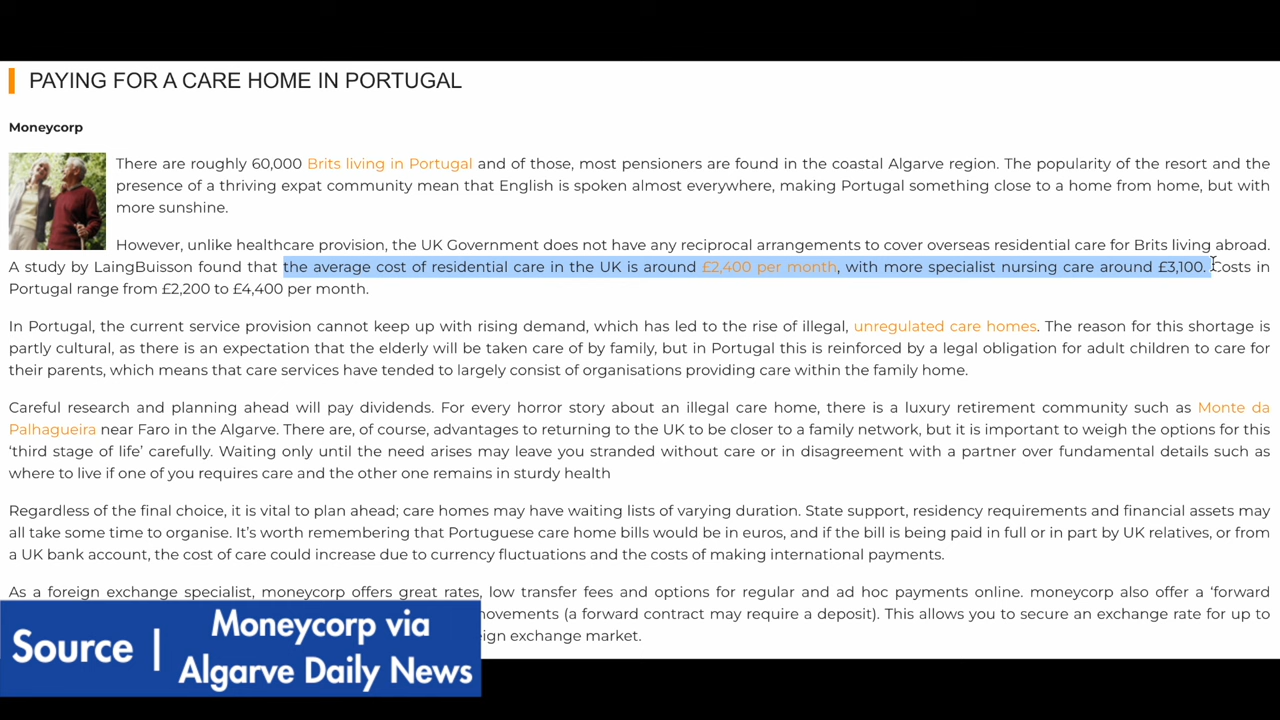 PAYING FOR A CARE HOME IN PORTUGAL
Moneycorp
There are roughly 60,000 Brits living in Portugal and of those, most pensioners are found in the coastal Algarve region. The popularity of the resort and the
presence of a thriving expat community mean that English is spoken almost everywhere, making Portugal something close to a home from home, but with
more sunshine.
However, unlike healthcare provision, the UK Government does not have any reciprocal arrangements to cover overseas residential care for Brits living abroad.
A study by LaingBuisson found that the average cost of residential care in the UK is around £2,400 per month, with more specialist nursing care around £3,100. Costs in
Portugal range from £2,200 to £4,400 per month.
In Portugal, the current service provision cannot keep up with rising demand, which has led to the rise of illegal, unregulated care homes. The reason for this shortage is
partly cultural, as there is an expectation that the elderly will be taken care of by family, but in Portugal this is reinforced by a legal obligation for adult children to care for
their parents, which means that care services have tended to largely consist of organisations providing care within the family home.
Careful research and planning ahead will pay dividends. For every horror story about an illegal care home, there is a luxury retirement community such as Monte da
Palhagueira near Faro in the Algarve. There are, of course, advantages to returning to the UK to be closer to a family network, but it is important to weigh the options for this
‘third stage of life’ carefully. Waiting only until the need arises may leave you stranded without care or in disagreement with a partner over fundamental details such as
where to live if one of you requires care and the other one remains in sturdy health
Regardless of the final choice, it is vital to plan ahead; care homes may have waiting lists of varying duration. State support, residency requirements and financial assets may
all take some time to organise. It’s worth remembering that Portuguese care home bills would be in euros, and if the bill is being paid in full or in part by UK relatives, or from
a UK bank account, the cost of care could increase due to currency fluctuations and the costs of making international payments.
As a foreign exchange specialist, moneycorp offers great rates, low transfer fees and options for regular and ad hoc payments online. moneycorp also offer a ‘forward
movements (a forward contract may require a deposit). This allows you to secure an exchange rate for up to
eign exchange market.
Source | Moneycorp via
Algarve Daily News